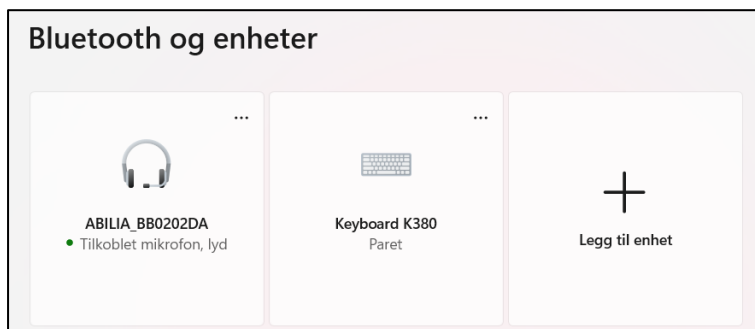 Bluetooth og enheter
ABILIA_BB0202DA
Tilkoblet mikrofon, lyd
Keyboard K380
Paret
Legg til enhet